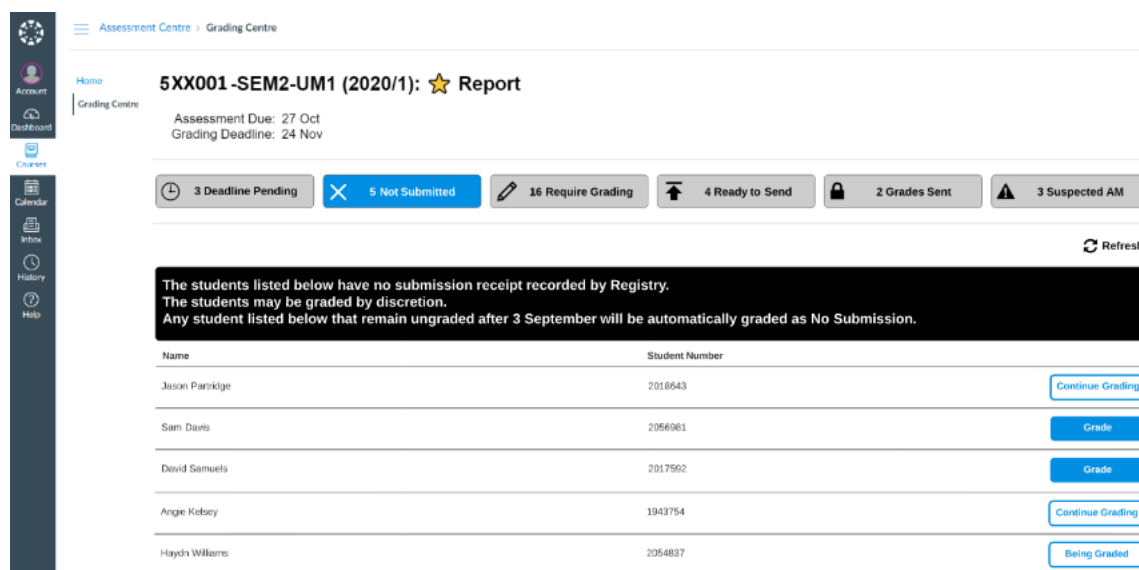 Assessment Centre > Grading Centre
Account
Dashboard
Courses
Calendar
Inbox
History
Help
Home
Grading Centre
5XX001-SEM2-UM1 (2020/1): Report
Assessment Due: 27 Oct
Grading Deadline: 24 Nov
3 Deadline Pending
5 Not Submitted
16 Require Grading
4 Ready to Send
2 Grades Sent
3 Suspected AM
Refresh
The students listed below have no submission receipt recorded by Registry.
The students may be graded by discretion.
Any student listed below that remain ungraded after 3 September will be automatically graded as No Submission.
Name Student Number
Jason Partridge 2018643 Continue Grading
Sam Davis 2056981 Grade
David Samuels 2017592 Grade
Angie Kelsey 1943754 Continue Grading
Haydn Williams 2054837 Being Graded